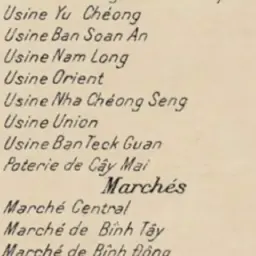 Usine Yu Chéong
Usine Ban Soan An
Usine Nam Long
Usine Orient
Usine Nha Chéong Seng
Usine Union
Usine Ban Teck Guan
Poterie de Cây Mai
Marchés
Marché Central
Marché de Bình Tây
Marché de Bình Đông